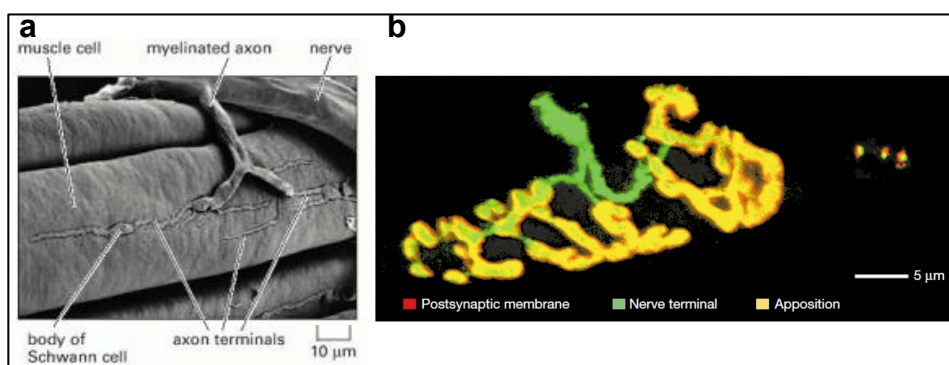 a
muscle cell myelinated axon nerve
body of axon terminals
Schwann cell
10 μm
b
5 μm
Postsynaptic membrane Nerve terminal Apposition